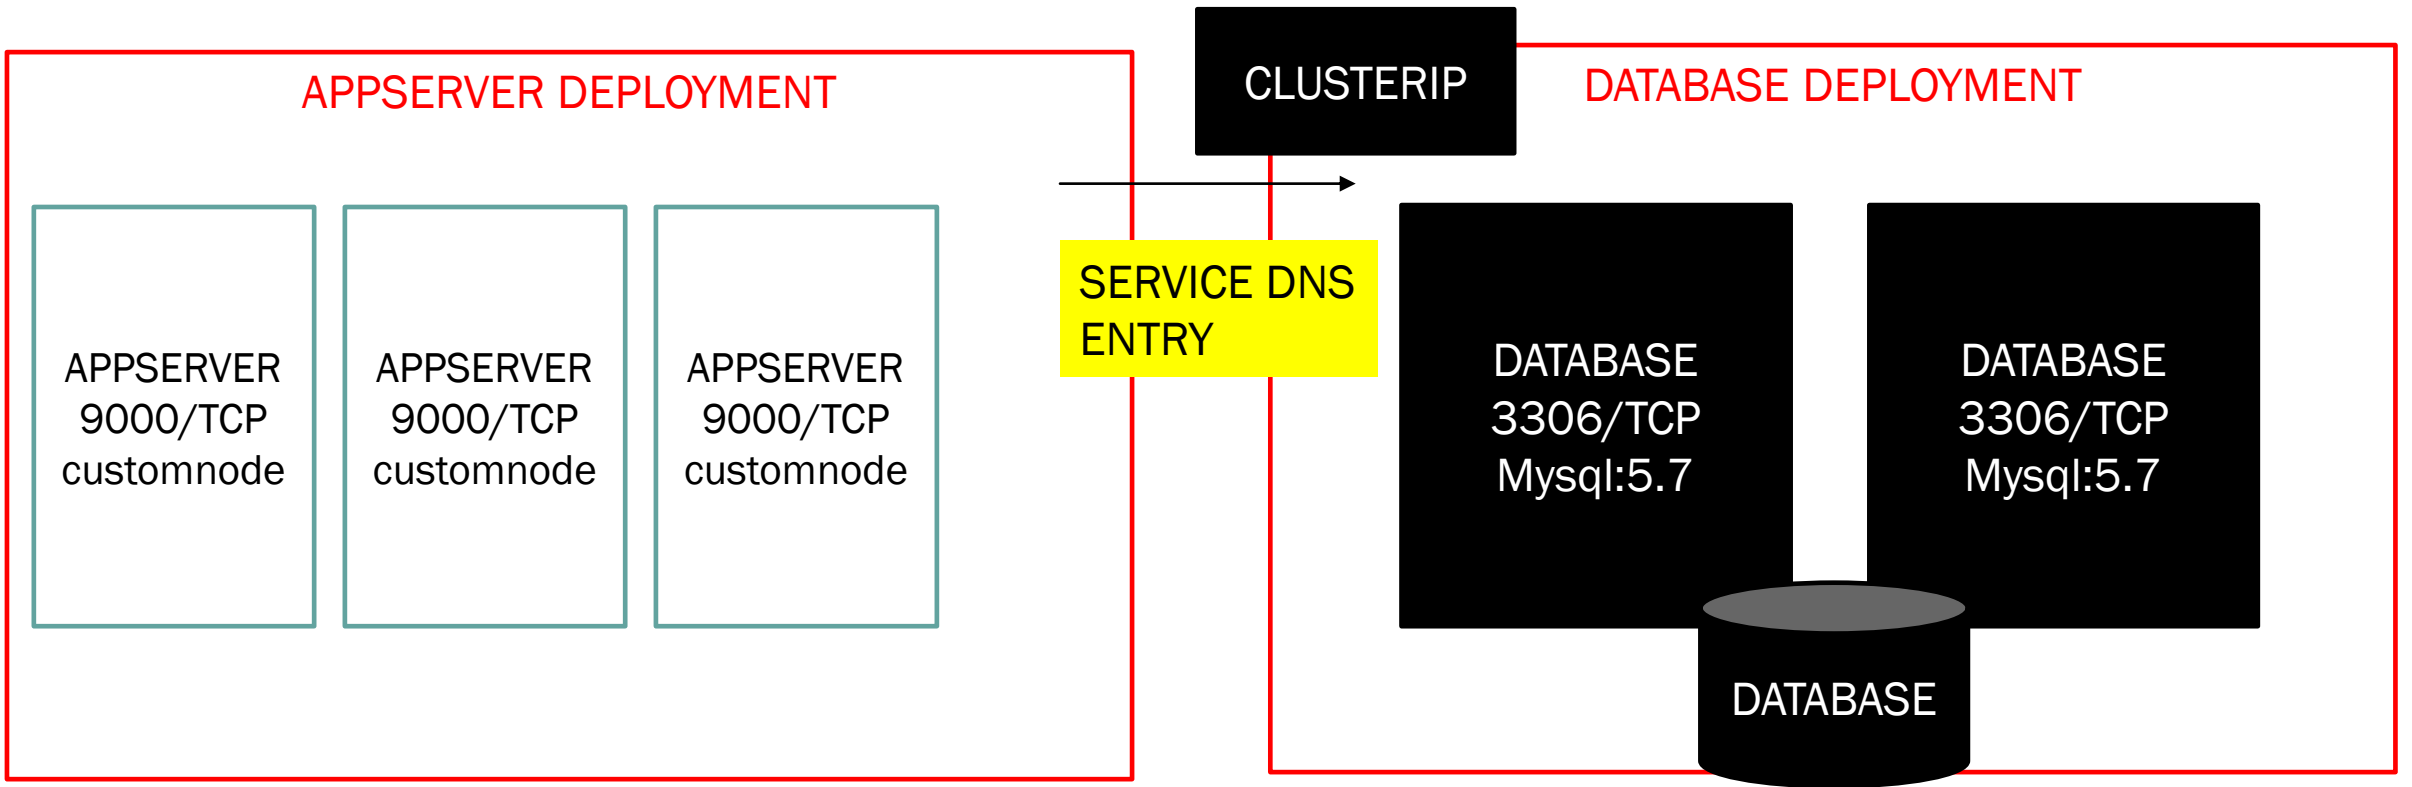 APPSERVER DEPLOYMENT
CLUSTERIP
DATABASE DEPLOYMENT
SERVICE DNS
ENTRY
APPSERVER
9000/TCP
customnode
APPSERVER
9000/TCP
customnode
APPSERVER
9000/TCP
customnode
DATABASE
3306/TCP
Mysql:5.7
DATABASE
3306/TCP
Mysql:5.7
DATABASE